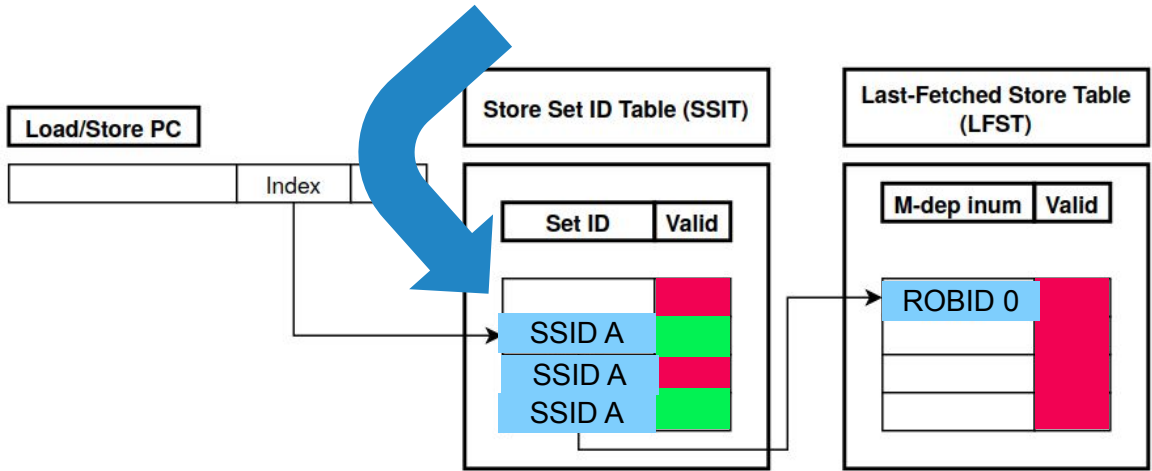 Load/Store PC
Index
Store Set ID Table (SSIT)
Set ID
Valid
SSID A
SSID A
SSID A
Last-Fetched Store Table
(LFST)
M-dep inum
Valid
ROBID 0